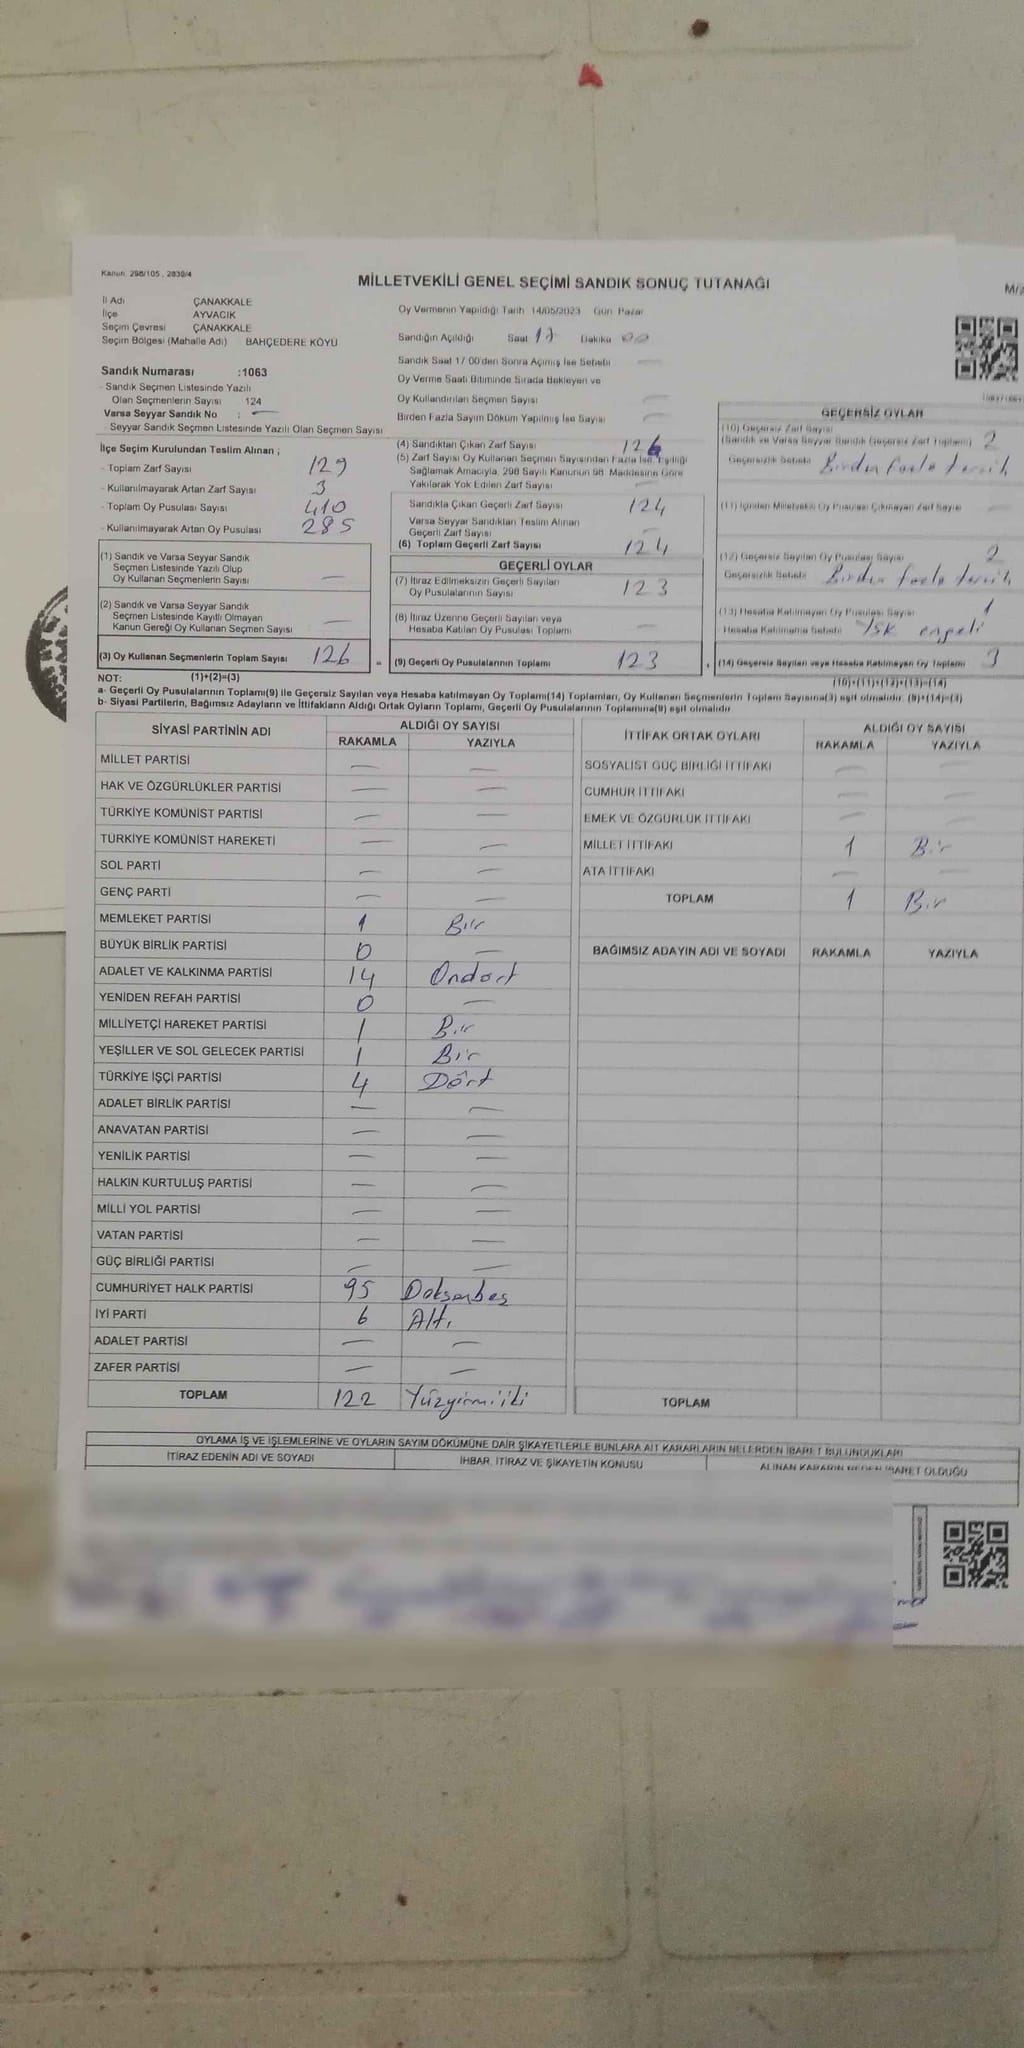 Kanun: 298/105 , 2839/4
MİLLETVEKİLİ GENEL SEÇİMİ SANDIK SONUÇ TUTANAĞI
İl Adı ÇANAKKALE
İlçe AYVACIK
Seçim Çevresi ÇANAKKALE
Seçim Bölgesi (Mahalle Adı) BAHÇEDERE KÖYÜ
Sandık Numarası :1063
- Sandık Seçmen Listesinde Yazılı
Olan Seçmenlerin Sayısı 124
Varsa Seyyar Sandık No : —
- Seyyar Sandık Seçmen Listesinde Yazılı Olan Seçmen Sayısı
İlçe Seçim Kurulundan Teslim Alınan ;
- Toplam Zarf Sayısı 129
- Kullanılmayarak Artan Zarf Sayısı 3
- Toplam Oy Pusulası Sayısı 410
- Kullanılmayarak Artan Oy Pusulası 285
(1) Sandık ve Varsa Seyyar Sandık
Seçmen Listesinde Yazılı Olup
Oy Kullanan Seçmenlerin Sayısı —
(2) Sandık ve Varsa Seyyar Sandık
Seçmen Listesinde Kayıtlı Olmayan
Kanun Gereği Oy Kullanan Seçmen Sayısı —
(3) Oy Kullanan Seçmenlerin Toplam Sayısı 126
Oy Vermenin Yapıldığı Tarih 14/05/2023 Gün Pazar
Sandığın Açıldığı Saat 17 Dakika 00
Sandık Saat 17:00'den Sonra Açılmış İse Sebebi —
Oy Verme Saati Bitiminde Sırada Bekleyen ve
Oy Kullandırılan Seçmen Sayısı —
Birden Fazla Sayım Döküm Yapılmış İse Sayısı —
(4) Sandıktan Çıkan Zarf Sayısı 126
(5) Zarf Sayısı Oy Kullanan Seçmen Sayısından Fazla İse, Eşitliği
Sağlamak Amacıyla, 298 Sayılı Kanunun 98. Maddesine Göre
Yakılarak Yok Edilen Zarf Sayısı —
Sandıkta Çıkan Geçerli Zarf Sayısı 124
Varsa Seyyar Sandıktan Teslim Alınan
Geçerli Zarf Sayısı —
(6) Toplam Geçerli Zarf Sayısı 124
GEÇERLİ OYLAR
(7) İtiraz Edilmeksizin Geçerli Sayılan
Oy Pusulalarının Sayısı 123
(8) İtiraz Üzerine Geçerli Sayılan veya
Hesaba Katılan Oy Pusulası Toplamı —
(9) Geçerli Oy Pusulalarının Toplamı 123
GEÇERSİZ OYLAR
(10) Geçersiz Zarf Sayısı
(Sandık ve Varsa Seyyar Sandık Geçersiz Zarf Toplamı) 2
Geçersizlik Sebebi Birden fazla tercih
(11) İçinden Milletvekili Oy Pusulası Çıkmayan Zarf Sayısı —
(12) Geçersiz Sayılan Oy Pusulası Sayısı 2
Geçersizlik Sebebi Birden fazla tercih
(13) Hesaba Katılmayan Oy Pusulası Sayısı 1
Hesaba Katılmama Sebebi YSK engeli
(14) Geçersiz Sayılan veya Hesaba Katılmayan Oy Toplamı 3
NOT: (1)+(2)=(3) (10)+(11)+(12)+(13)=(14)
a- Geçerli Oy Pusulalarının Toplamı(9) ile Geçersiz Sayılan veya Hesaba katılmayan Oy Toplamı(14) Toplamları, Oy Kullanan Seçmenlerin Toplam Sayısına(3) eşit olmalıdır. (9)+(14)=(3)
b- Siyasi Partilerin, Bağımsız Adayların ve İttifakların Aldığı Ortak Oyların Toplamı, Geçerli Oy Pusulalarının Toplamına(9) eşit olmalıdır
SİYASİ PARTİNİN ADI ALDIĞI OY SAYISI
RAKAMLA YAZIYLA
MİLLET PARTİSİ — —
HAK VE ÖZGÜRLÜKLER PARTİSİ — —
TÜRKİYE KOMÜNİST PARTİSİ — —
TÜRKİYE KOMÜNİST HAREKETİ — —
SOL PARTİ — —
GENÇ PARTİ — —
MEMLEKET PARTİSİ 1 Bir
BÜYÜK BİRLİK PARTİSİ 0 —
ADALET VE KALKINMA PARTİSİ 14 Ondört
YENİDEN REFAH PARTİSİ 0 —
MİLLİYETÇİ HAREKET PARTİSİ 1 Bir
YEŞİLLER VE SOL GELECEK PARTİSİ 1 Bir
TÜRKİYE İŞÇİ PARTİSİ 4 Dört
ADALET BİRLİK PARTİSİ — —
ANAVATAN PARTİSİ — —
YENİLİK PARTİSİ — —
HALKIN KURTULUŞ PARTİSİ — —
MİLLİ YOL PARTİSİ — —
VATAN PARTİSİ — —
GÜÇ BİRLİĞİ PARTİSİ — —
CUMHURİYET HALK PARTİSİ 95 Doksanbeş
İYİ PARTİ 6 Altı
ADALET PARTİSİ — —
ZAFER PARTİSİ — —
TOPLAM 122 Yüzyirmiiki
İTTİFAK ORTAK OYLARI ALDIĞI OY SAYISI
RAKAMLA YAZIYLA
SOSYALİST GÜÇ BİRLİĞİ İTTİFAKI — —
CUMHUR İTTİFAKI — —
EMEK VE ÖZGÜRLÜK İTTİFAKI — —
MİLLET İTTİFAKI 1 Bir
ATA İTTİFAKI — —
TOPLAM 1 Bir
BAĞIMSIZ ADAYIN ADI VE SOYADI RAKAMLA YAZIYLA
TOPLAM
OYLAMA İŞ VE İŞLEMLERİNE VE OYLARIN SAYIM DÖKÜMÜNE DAİR ŞİKAYETLERLE BUNLARA AİT KARARLARIN NELERDEN İBARET BULUNDUKLARI
İTİRAZ EDENİN ADI VE SOYADI İHBAR, İTİRAZ VE ŞİKAYETİN KONUSU ALINAN KARARIN NEDEN İBARET OLDUĞU